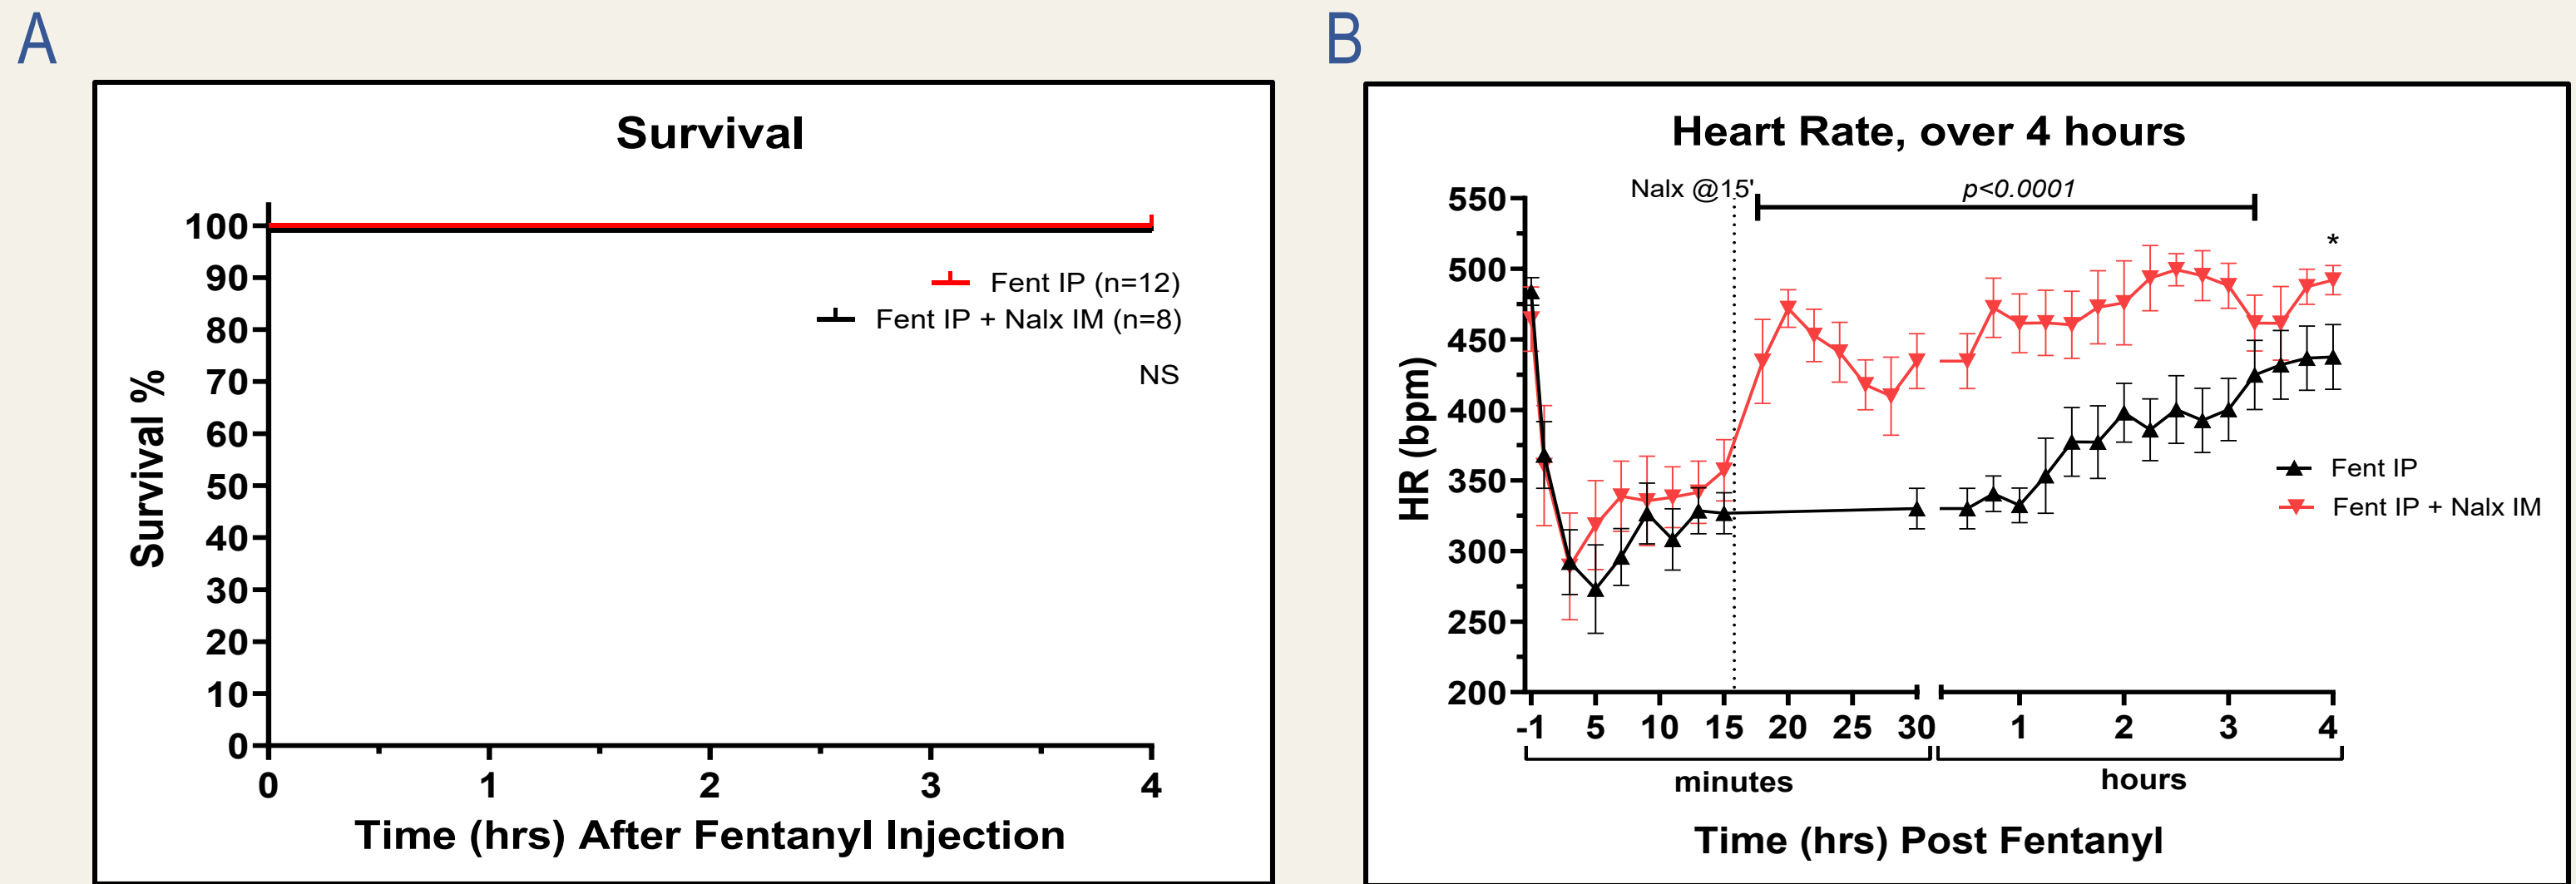 A
Survival
100
90
80
70
60
50
40
30
20
10
0
Survival %
Fent IP (n=12)
Fent IP + Nalx IM (n=8)
NS
0 1 2 3 4
Time (hrs) After Fentanyl Injection
B
Heart Rate, over 4 hours
Nalx @15' p<0.0001
*
550
500
450
400
350
300
250
200
HR (bpm)
Fent IP
Fent IP + Nalx IM
-1 5 10 15 20 25 30 1 2 3 4
minutes hours
Time (hrs) Post Fentanyl